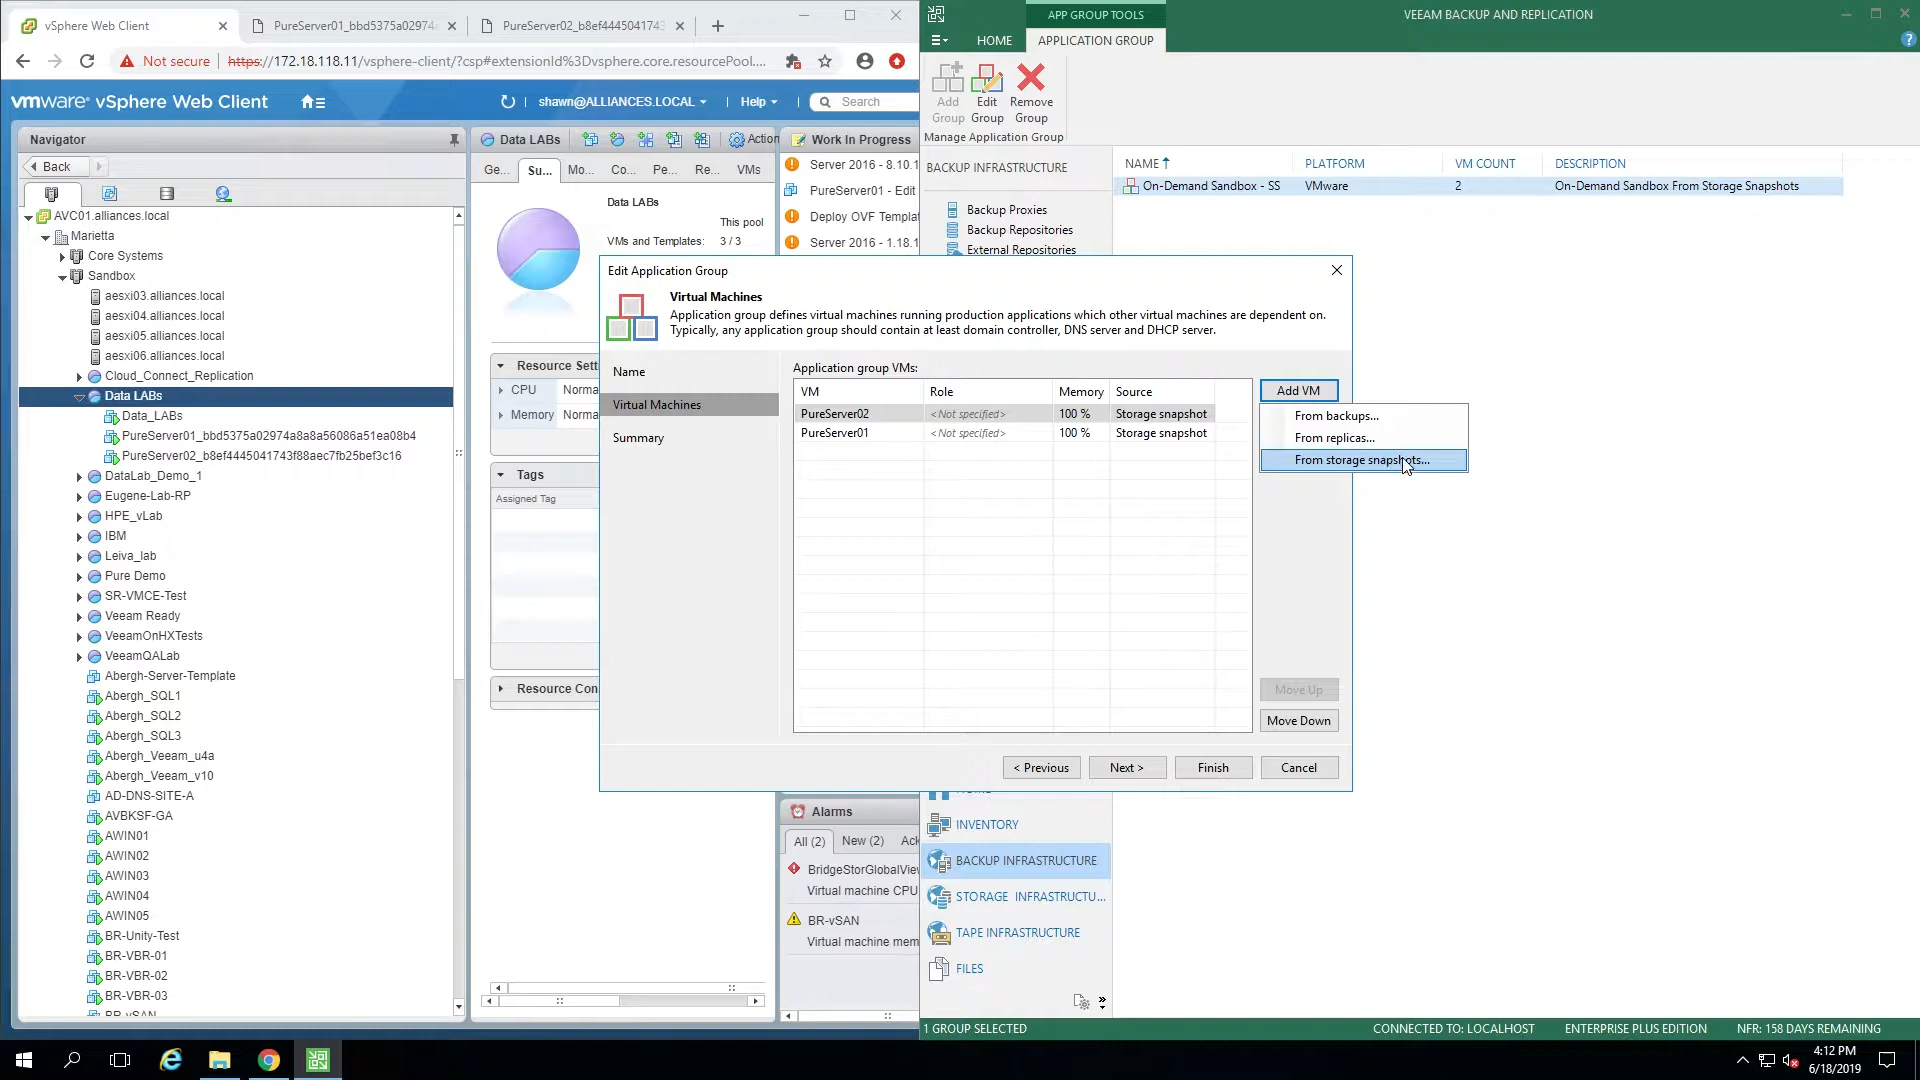 vSphere Web Client
PureServer01_bbd5375a02974
PureServer02_b8ef4445041743
Not secure
https://172.18.118.11/vsphere-client/?csp#extensionId%3Dvsphere.core.resourcePool....
vmware® vSphere Web Client
shawn@ALLIANCES.LOCAL
Help
Search
Navigator
Back
AVC01.alliances.local
Marietta
Core Systems
Sandbox
aesxi03.alliances.local
aesxi04.alliances.local
aesxi05.alliances.local
aesxi06.alliances.local
Cloud_Connect_Replication
Data LABs
Data_LABs
PureServer01_bbd5375a02974a8a8a56086a51ea08b4
PureServer02_b8ef4445041743f88aec7fb25bef3c16
DataLab_Demo_1
Eugene-Lab-RP
HPE_vLab
IBM
Leiva_lab
Pure Demo
SR-VMCE-Test
Veeam Ready
VeeamOnHXTests
VeeamQALab
Abergh-Server-Template
Abergh_SQL1
Abergh_SQL2
Abergh_SQL3
Abergh_Veeam_u4a
Abergh_Veeam_v10
AD-DNS-SITE-A
AVBKSF-GA
AWIN01
AWIN02
AWIN03
AWIN04
AWIN05
BR-Unity-Test
BR-VBR-01
BR-VBR-02
BR-VBR-03
BR-vSAN
Data LABs
Action
Ge...
Su...
Mo...
Co...
Pe...
Re...
VMs
Data LABs
This pool
VMs and Templates: 3 / 3
Resource Sett
CPU Norma
Memory Norma
Tags
Assigned Tag
Resource Con
Work In Progress
Server 2016 - 8.10.1
PureServer01 - Edit
Deploy OVF Templat
Server 2016 - 1.18.1
Alarms
All (2)
New (2)
Ack
BridgeStorGlobalView
Virtual machine CPU
BR-vSAN
Virtual machine mem
APP GROUP TOOLS
VEEAM BACKUP AND REPLICATION
HOME
APPLICATION GROUP
Add Group
Edit Group
Remove Group
Manage Application Group
BACKUP INFRASTRUCTURE
Backup Proxies
Backup Repositories
External Repositories
NAME
PLATFORM
VM COUNT
DESCRIPTION
On-Demand Sandbox - SS
VMware
2
On-Demand Sandbox From Storage Snapshots
Edit Application Group
Virtual Machines
Application group defines virtual machines running production applications which other virtual machines are dependent on.
Typically, any application group should contain at least domain controller, DNS server and DHCP server.
Name
Virtual Machines
Summary
Application group VMs:
VM Role Memory Source
PureServer02 <Not specified> 100 % Storage snapshot
PureServer01 <Not specified> 100 % Storage snapshot
Add VM
From backups...
From replicas...
From storage snapshots...
Move Up
Move Down
< Previous
Next >
Finish
Cancel
HOME
INVENTORY
BACKUP INFRASTRUCTURE
STORAGE INFRASTRUCTU...
TAPE INFRASTRUCTURE
FILES
1 GROUP SELECTED
CONNECTED TO: LOCALHOST
ENTERPRISE PLUS EDITION
NFR: 158 DAYS REMAINING
4:12 PM
6/18/2019